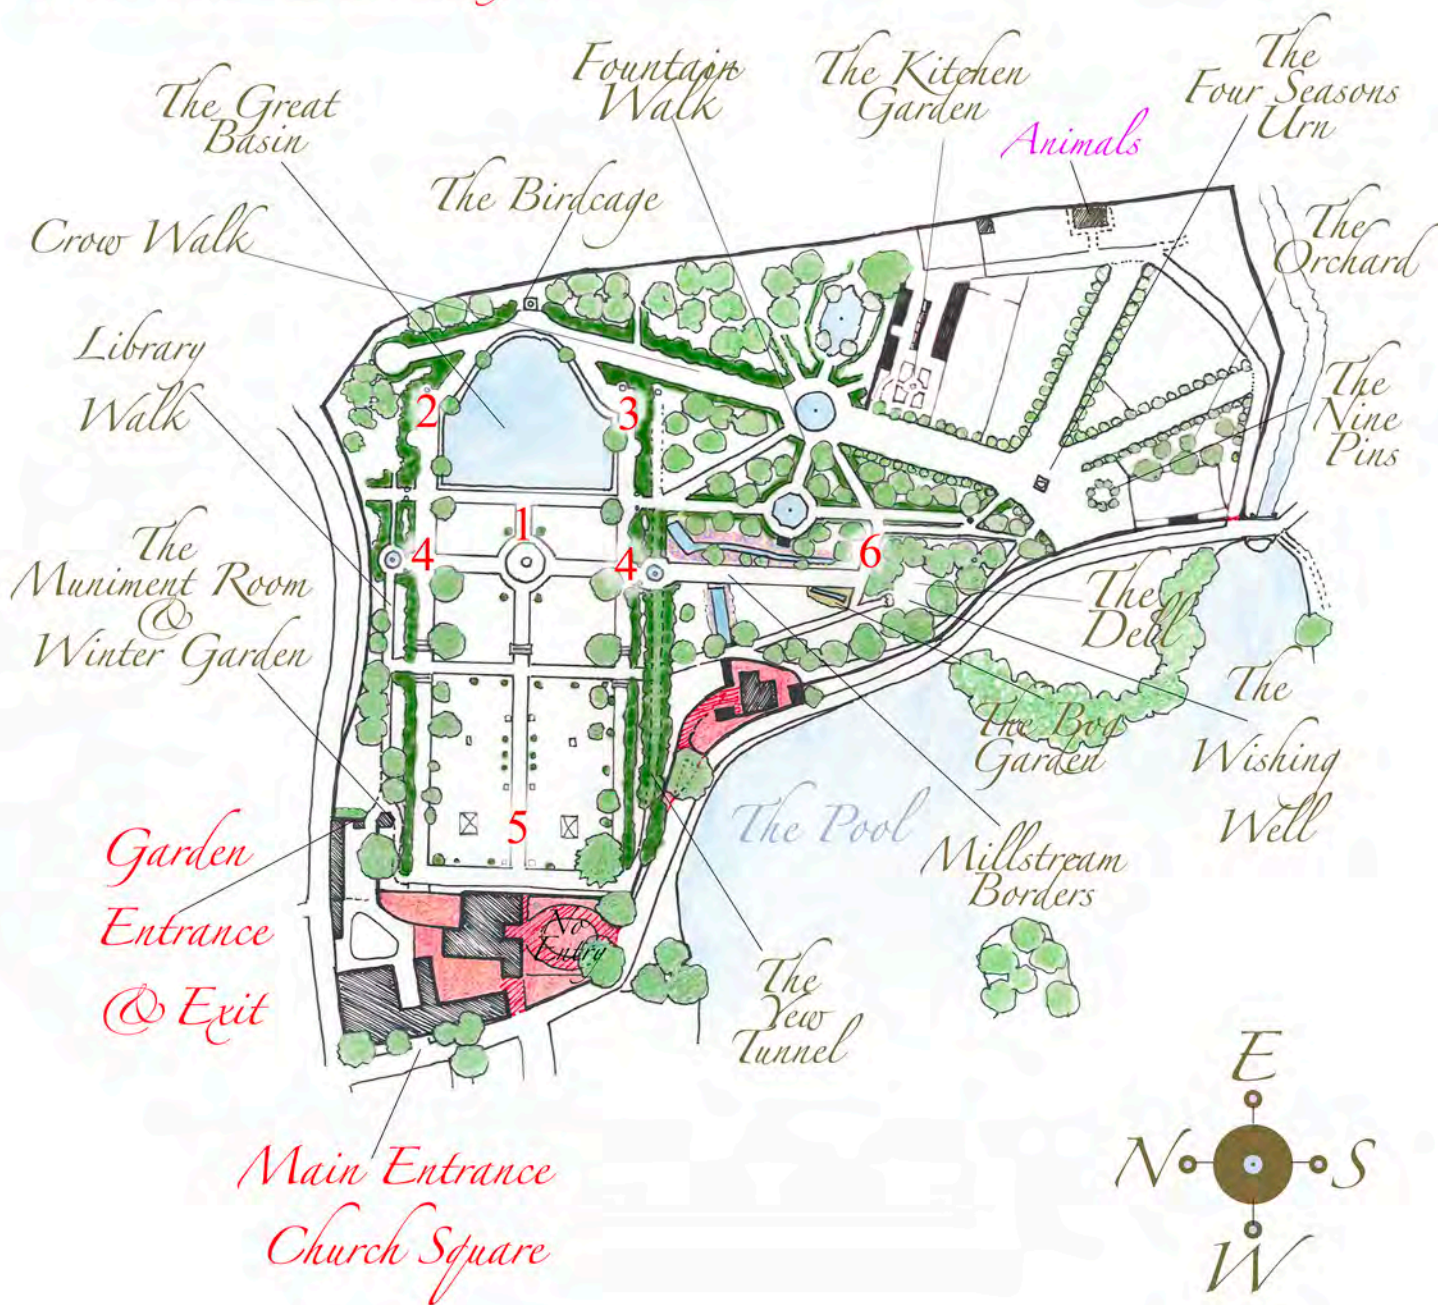 Fountain
Walk
The Kitchen
Garden
The
Four Seasons
Urn
The Great
Basin
Animals
The Birdcage
Crow Walk
The
Orchard
Library
Walk
The
Nine
Pins
2
3
1
4
4
6
The
Muniment Room
&
Winter Garden
The
Dell
The
Wishing
Well
The Bog
Garden
The Pool
5
Garden
Entrance
& Exit
Millstream
Borders
No
Entry
The
Yew
Tunnel
Main Entrance
Church Square
E
N
S
W